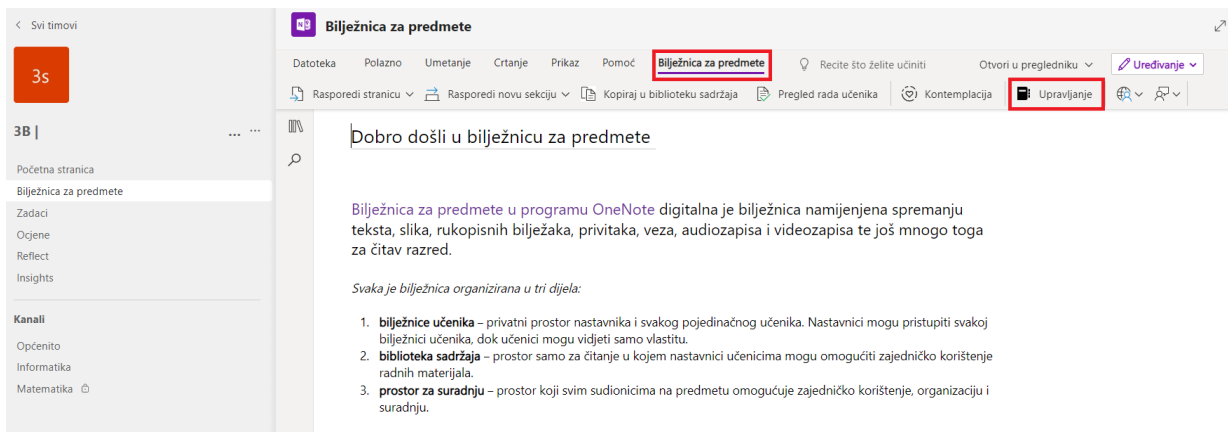 Svi timovi
3s
3B |
... ...
Početna stranica
Bilježnica za predmete
Zadaci
Ocjene
Reflect
Insights
Kanali
Općenito
Informatika
Matematika
N
Bilježnica za predmete
Datoteka Polazno Umetanje Crtanje Prikaz Pomoć Bilježnica za predmete Recite što želite učiniti Otvori u pregledniku Uređivanje
Rasporedi stranicu Rasporedi novu sekciju Kopiraj u biblioteku sadržaja Pregled rada učenika Kontemplacija Upravljanje
Dobro došli u bilježnicu za predmete
Bilježnica za predmete u programu OneNote digitalna je bilježnica namijenjena spremanju
teksta, slika, rukopisnih bilježaka, privitaka, veza, audiozapisa i videozapisa te još mnogo toga
za čitav razred.
Svaka je bilježnica organizirana u tri dijela:
1. bilježnice učenika – privatni prostor nastavnika i svakog pojedinačnog učenika. Nastavnici mogu pristupiti svakoj
bilježnici učenika, dok učenici mogu vidjeti samo vlastitu.
2. biblioteka sadržaja – prostor samo za čitanje u kojem nastavnici učenicima mogu omogućiti zajedničko korištenje
radnih materijala.
3. prostor za suradnju – prostor koji svim sudionicima na predmetu omogućuje zajedničko korištenje, organizaciju i
suradnju.